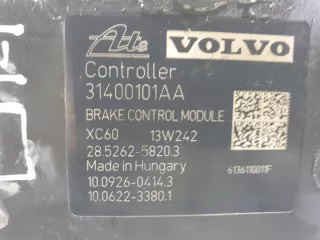 Ate VOLVO
Controller
31400101AA
BRAKE CONTROL MODULE
XC60 13W242
28.5262-5820.3
Made in Hungary 6136110011F
10.0926-0414.3
10.0622-3380.1